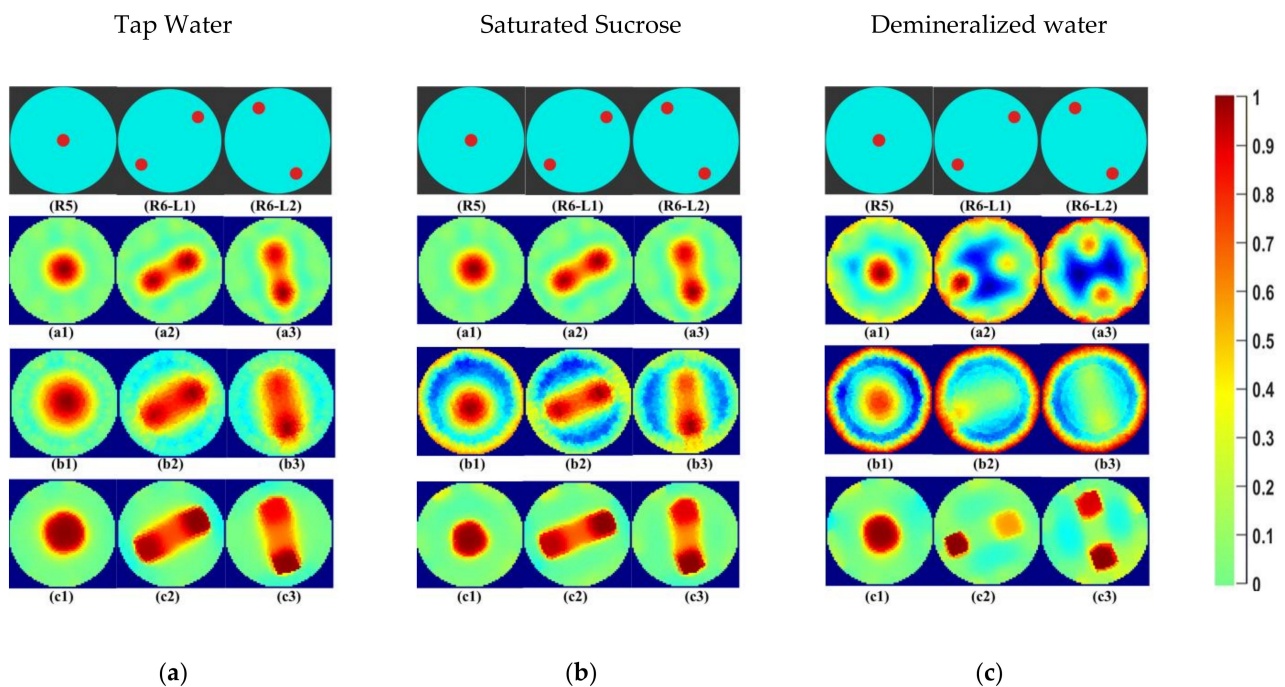 Tap Water Saturated Sucrose Demineralized water
(R5) (R6-L1) (R6-L2) (R5) (R6-L1) (R6-L2) (R5) (R6-L1) (R6-L2)
(a1) (a2) (a3) (a1) (a2) (a3) (a1) (a2) (a3)
(b1) (b2) (b3) (b1) (b2) (b3) (b1) (b2) (b3)
(c1) (c2) (c3) (c1) (c2) (c3) (c1) (c2) (c3)
1
0.9
0.8
0.7
0.6
0.5
0.4
0.3
0.2
0.1
0
(a) (b) (c)